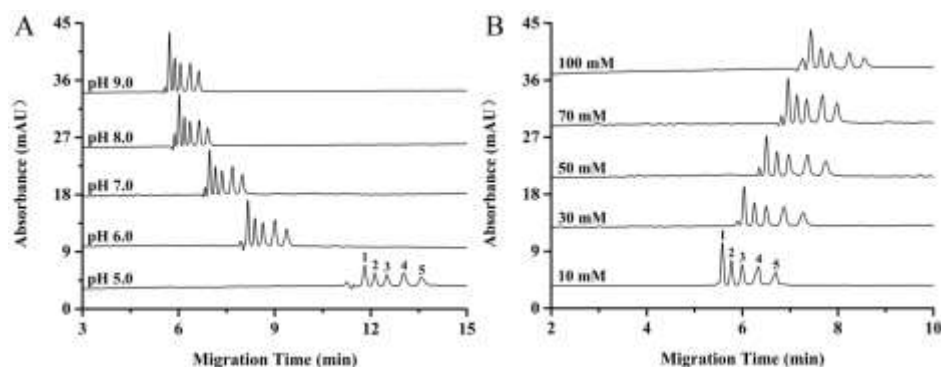 A
45
36
27
18
9
0
Absorbance (mAU)
pH 9.0
pH 8.0
pH 7.0
pH 6.0
pH 5.0
1 2 3 4 5
3 6 9 12 15
Migration Time (min)
B
45
36
27
18
9
0
Absorbance (mAU)
100 mM
70 mM
50 mM
30 mM
10 mM
1 2 3 4 5
2 4 6 8 10
Migration Time (min)